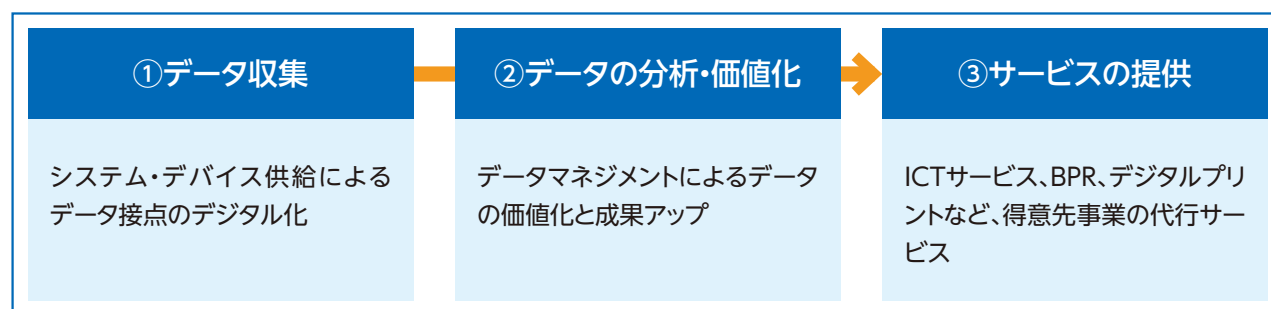 ①データ収集
システム・デバイス供給による
データ接点のデジタル化
②データの分析・価値化
データマネジメントによるデータ
の価値化と成果アップ
③サービスの提供
ICTサービス、BPR、デジタルプリ
ントなど、得意先事業の代行サー
ビス